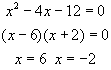 x² − 4x − 12 = 0
(x − 6)(x + 2) = 0
x = 6  x = −2